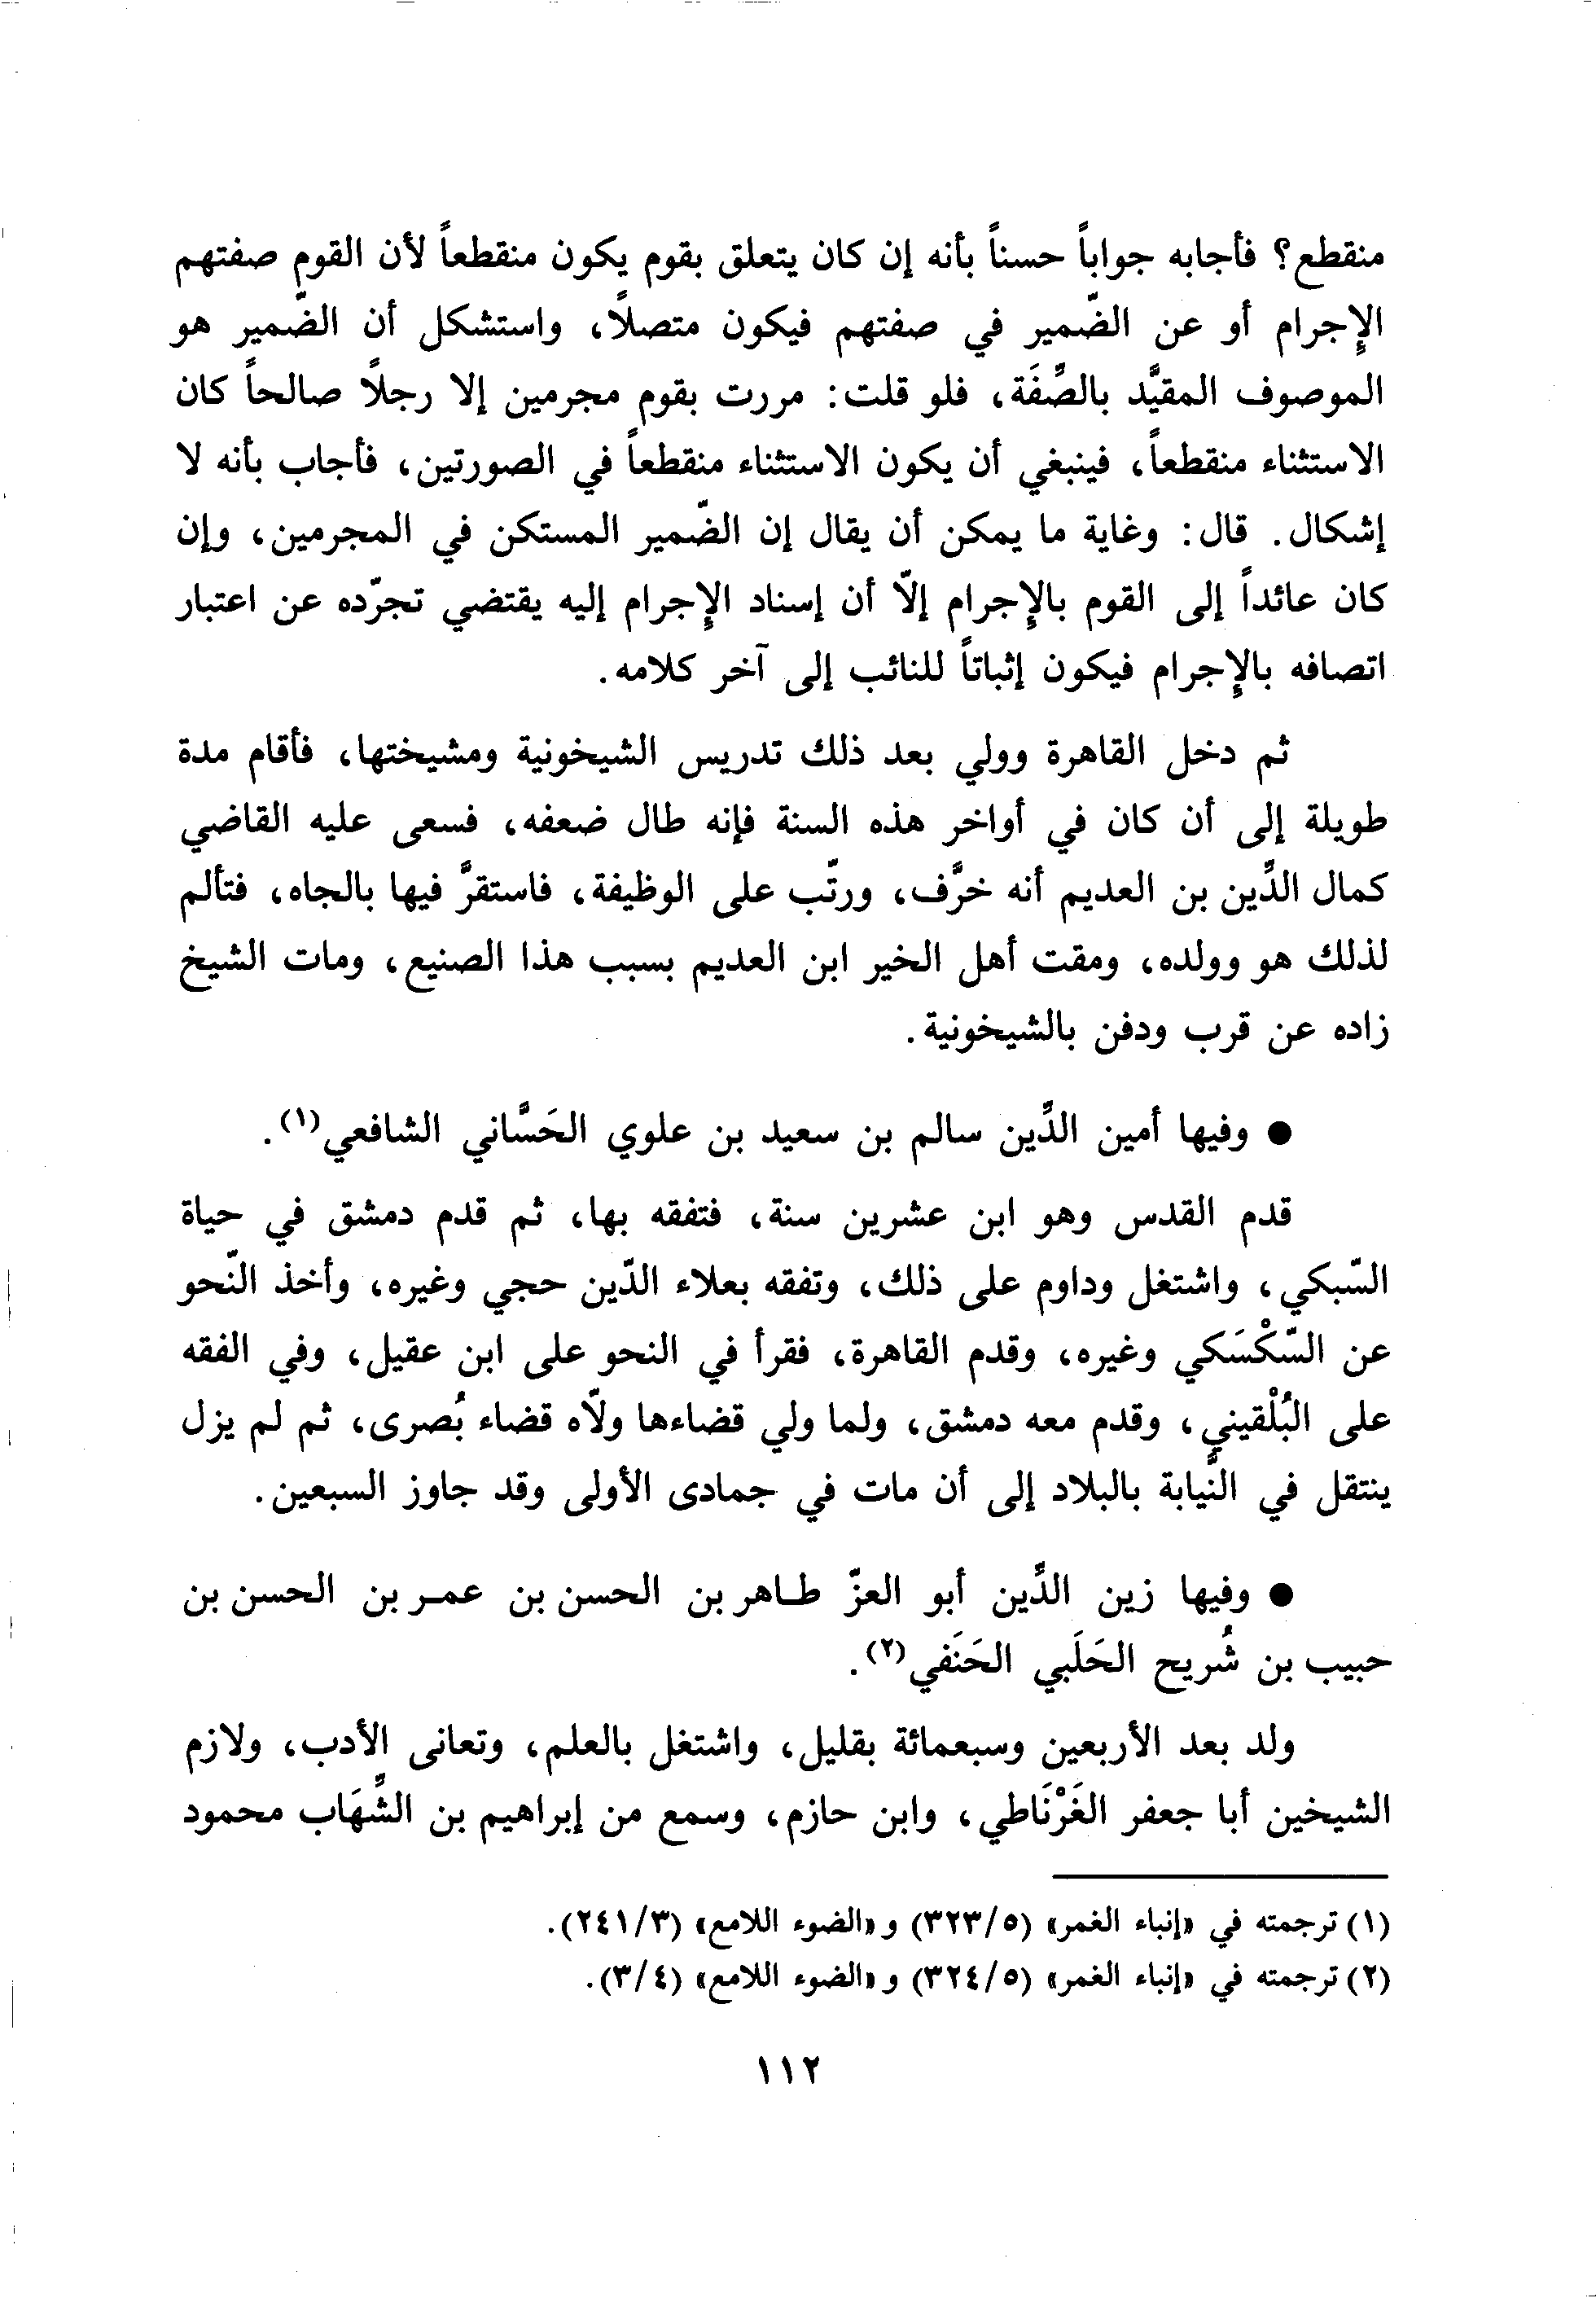 منقطع؟ فأجابه جواباً حسناً بأنه إن كان يتعلق بقوم يكون منقطعاً لأن القوم صفتهم
الإِجرام أو عن الضّمير في صفتهم فيكون متصلاً، واستشكل أن الضّمير هو
الموصوف المقيَّد بالصِّفَة، فلو قلت: مررت بقوم مجرمين إلا رجلاً صالحاً كان
الاستثناء منقطعاً، فينبغي أن يكون الاستثناء منقطعاً في الصورتين، فأجاب بأنه لا
إشكال. قال: وغاية ما يمكن أن يقال إن الضّمير المستكن في المجرمين، وإن
كان عائداً إلى القوم بالإِجرام إلّا أن إسناد الإِجرام إليه يقتضي تجرّده عن اعتبار
اتصافه بالإِجرام فيكون إثباتاً للنائب إلى آخر كلامه.
ثم دخل القاهرة وولي بعد ذلك تدريس الشيخونية ومشيختها، فأقام مدة
طويلة إلى أن كان في أواخر هذه السنة فإنه طال ضعفه، فسعى عليه القاضي
كمال الدِّين بن العديم أنه خرَّف، ورتّب على الوظيفة، فاستقرَّ فيها بالجاه، فتألم
لذلك هو وولده، ومقت أهل الخير ابن العديم بسبب هذا الصنيع، ومات الشيخ
زاده عن قرب ودفن بالشيخونية.
● وفيها أمين الدِّين سالم بن سعيد بن علوي الحَسَّاني الشافعي(١).
قدم القدس وهو ابن عشرين سنة، فتفقه بها، ثم قدم دمشق في حياة
السّبكي، واشتغل وداوم على ذلك، وتفقه بعلاء الدّين حجي وغيره، وأخذ النّحو
عن السّكْسَكي وغيره، وقدم القاهرة، فقرأ في النحو على ابن عقيل، وفي الفقه
على البُلْقيني، وقدم معه دمشق، ولما ولي قضاءها ولّاه قضاء بُصرى، ثم لم يزل
ينتقل في النِّيابة بالبلاد إلى أن مات في جمادى الأولى وقد جاوز السبعين.
● وفيها زين الدِّين أبو العزّ طـاهر بن الحسن بن عمـر بن الحسن بن
حبيب بن شُريح الحَلَبي الحَنَفي(٢).
ولد بعد الأربعين وسبعمائة بقليل، واشتغل بالعلم، وتعانى الأدب، ولازم
الشيخين أبا جعفر الغَرْنَاطي، وابن حازم، وسمع من إبراهيم بن الشِّهَاب محمود
(١) ترجمته في «إنباء الغمر» (٥/ ٣٢٣) و «الضوء اللامع» (٣/ ٢٤١).
(٢) ترجمته في «إنباء الغمر» (٥/ ٣٢٤) و «الضوء اللامع» (٤/ ٣).
١١٢